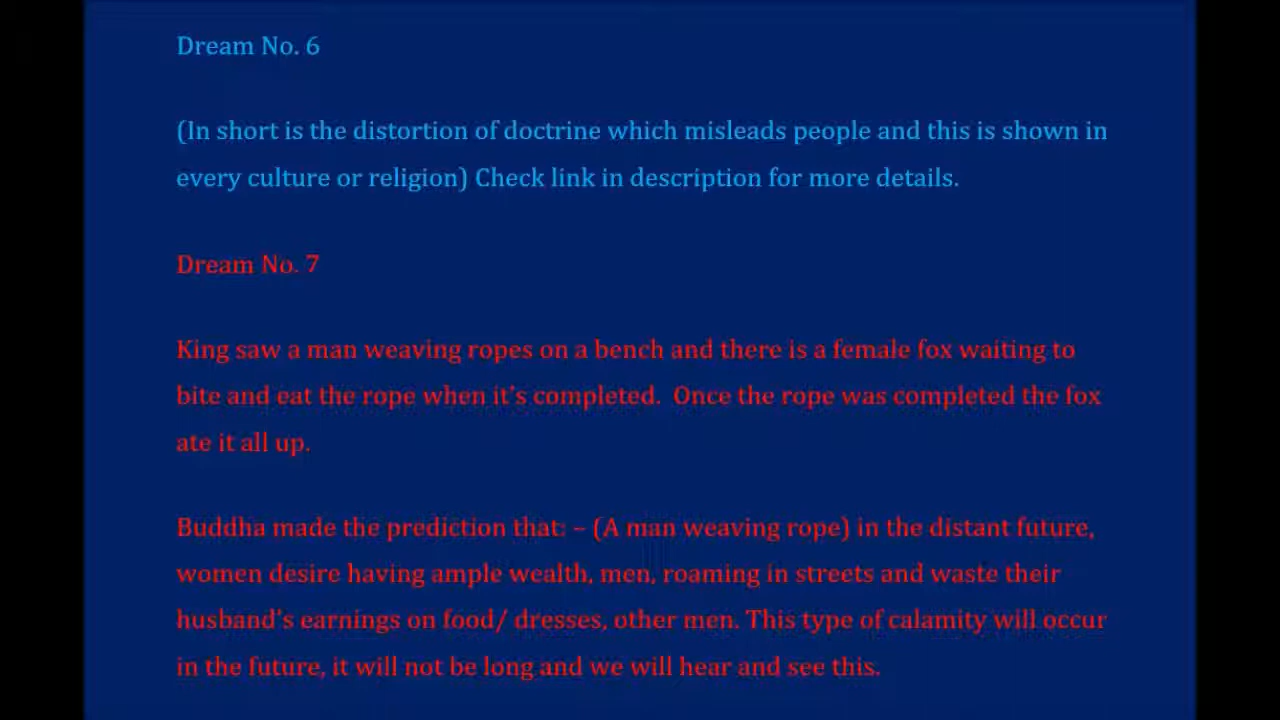 Dream No. 6
(In short is the distortion of doctrine which misleads people and this is shown in
every culture or religion) Check link in description for more details.
Dream No. 7
King saw a man weaving ropes on a bench and there is a female fox waiting to
bite and eat the rope when it's completed.  Once the rope was completed the fox
ate it all up.
Buddha made the prediction that: – (A man weaving rope) in the distant future,
women desire having ample wealth, men, roaming in streets and waste their
husband's earnings on food/ dresses, other men. This type of calamity will occur
in the future, it will not be long and we will hear and see this.